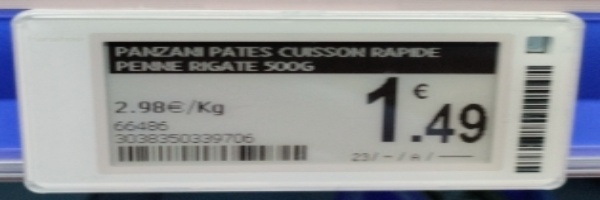 PANZANI PATES CUISSON RAPIDE
PENNE RIGATE 500G
1.49 €
2.98€/Kg
66486
3038350339706